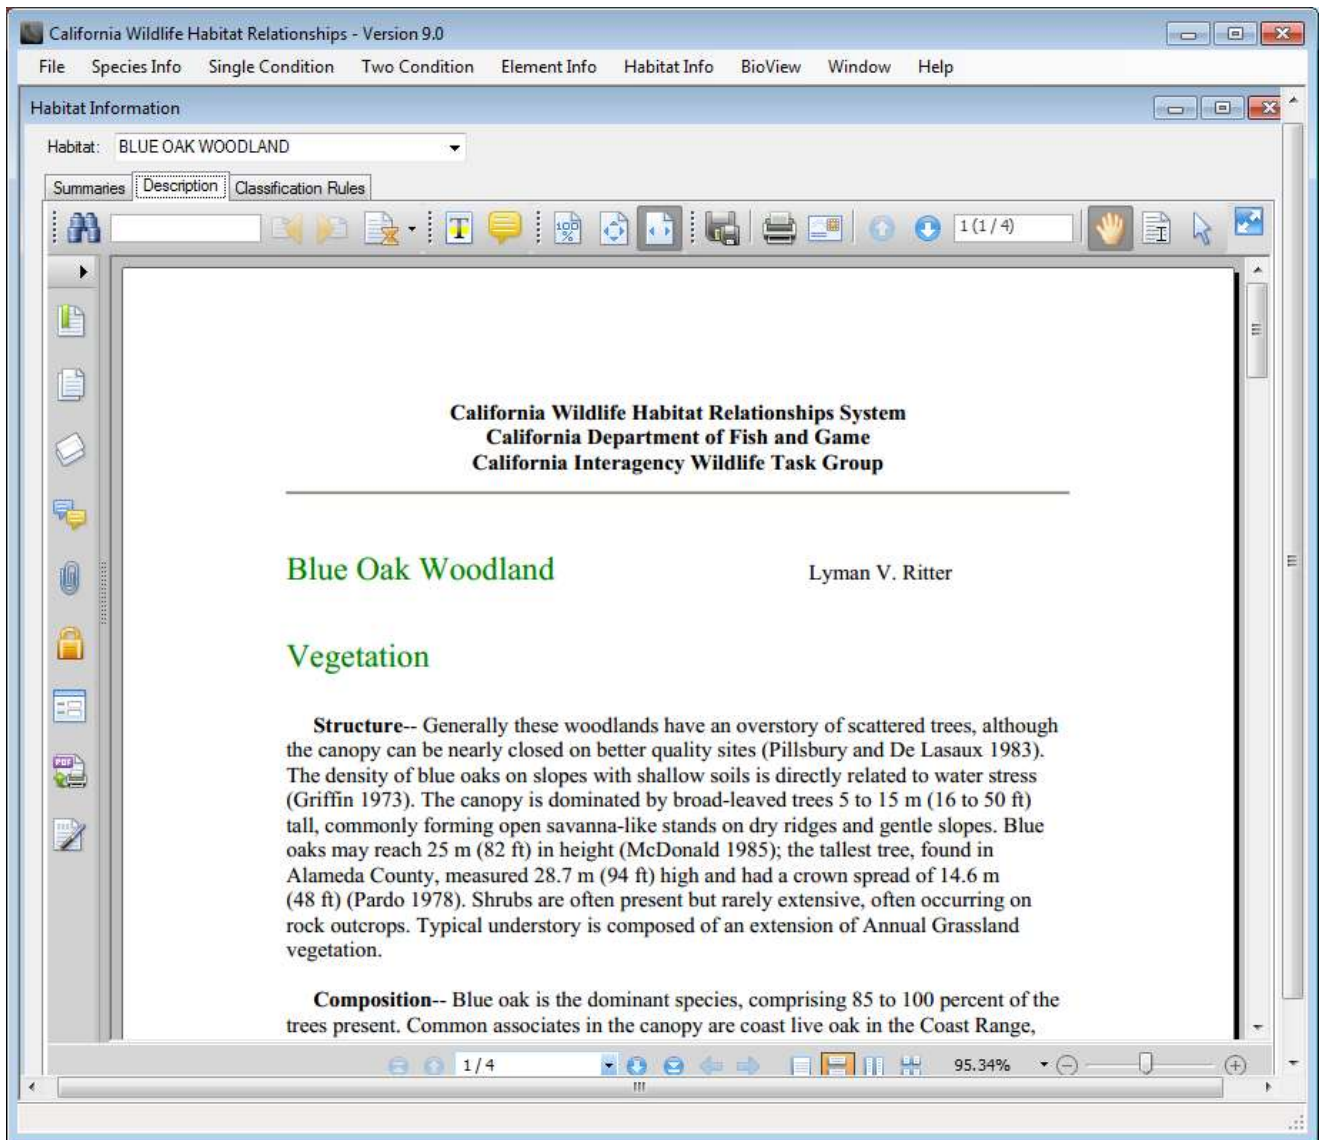 California Wildlife Habitat Relationships - Version 9.0
File Species Info Single Condition Two Condition Element Info Habitat Info BioView Window Help
Habitat Information
Habitat: BLUE OAK WOODLAND
Summaries Description Classification Rules
100% 1 (1 / 4)
California Wildlife Habitat Relationships System
California Department of Fish and Game
California Interagency Wildlife Task Group
Blue Oak Woodland Lyman V. Ritter
Vegetation
Structure-- Generally these woodlands have an overstory of scattered trees, although
the canopy can be nearly closed on better quality sites (Pillsbury and De Lasaux 1983).
The density of blue oaks on slopes with shallow soils is directly related to water stress
(Griffin 1973). The canopy is dominated by broad-leaved trees 5 to 15 m (16 to 50 ft)
tall, commonly forming open savanna-like stands on dry ridges and gentle slopes. Blue
oaks may reach 25 m (82 ft) in height (McDonald 1985); the tallest tree, found in
Alameda County, measured 28.7 m (94 ft) high and had a crown spread of 14.6 m
(48 ft) (Pardo 1978). Shrubs are often present but rarely extensive, often occurring on
rock outcrops. Typical understory is composed of an extension of Annual Grassland
vegetation.
Composition-- Blue oak is the dominant species, comprising 85 to 100 percent of the
trees present. Common associates in the canopy are coast live oak in the Coast Range,
1 / 4 95.34%